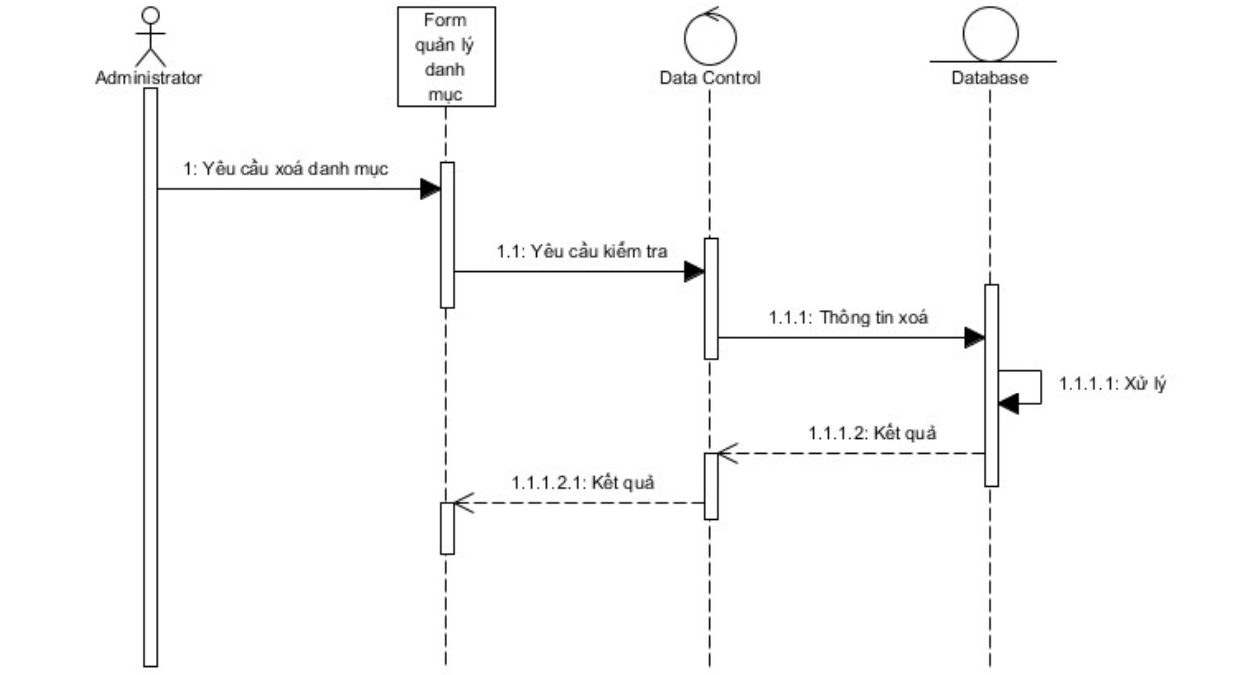 Form
quản lý
danh
mục
Administrator
Data Control
Database
1: Yêu cầu xoá danh mục
1.1: Yêu cầu kiểm tra
1.1.1: Thông tin xoá
1.1.1.1: Xử lý
1.1.1.2: Kết quả
1.1.1.2.1: Kết quả